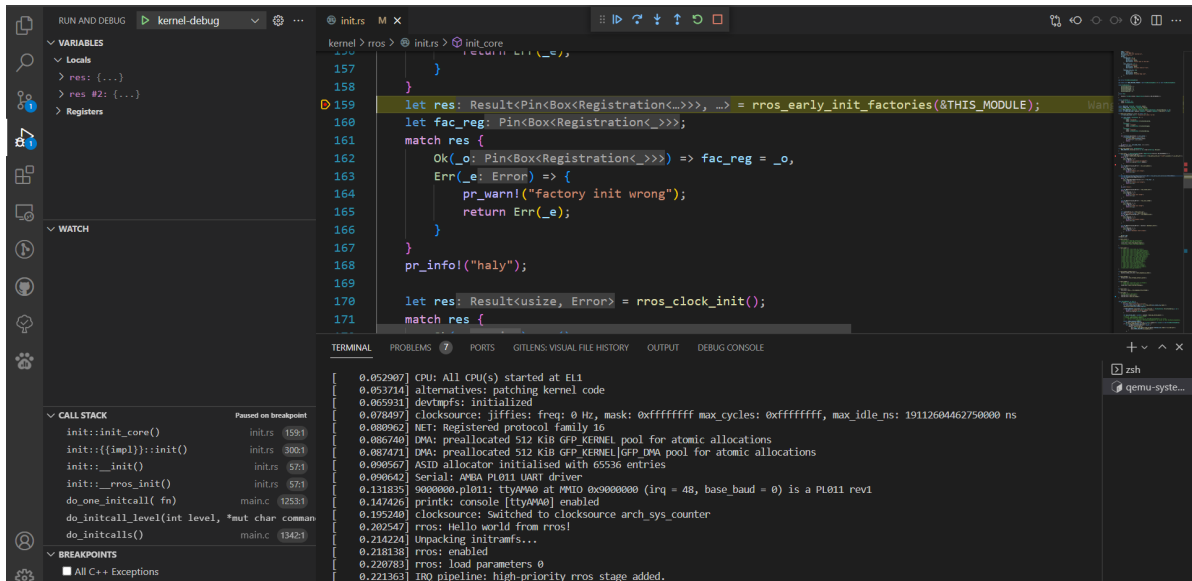 RUN AND DEBUG kernel-debug
VARIABLES
Locals
res: {...}
res #2: {...}
Registers
WATCH
CALL STACK Paused on breakpoint
init::init_core() init.rs 159:1
init::{{impl}}::init() init.rs 300:1
init::__init() init.rs 57:1
init::__rros_init() init.rs 57:1
do_one_initcall( fn) main.c 1253:1
do_initcall_level(int level, *mut char comman
do_initcalls() main.c 1342:1
BREAKPOINTS
All C++ Exceptions
1
1
init.rs M
kernel > rros > init.rs > init_core
156 return Err(_e);
157 }
158 }
159 let res: Result<Pin<Box<Registration<…>>>, …> = rros_early_init_factories(&THIS_MODULE); Wan
160 let fac_reg: Pin<Box<Registration<_>>>;
161 match res {
162 Ok(_o: Pin<Box<Registration<_>>>) => fac_reg = _o,
163 Err(_e: Error) => {
164 pr_warn!("factory init wrong");
165 return Err(_e);
166 }
167 }
168 pr_info!("haly");
169
170 let res: Result<usize, Error> = rros_clock_init();
171 match res {
TERMINAL PROBLEMS 7 PORTS GITLENS: VISUAL FILE HISTORY OUTPUT DEBUG CONSOLE
[ 0.052907] CPU: All CPU(s) started at EL1
[ 0.053714] alternatives: patching kernel code
[ 0.065931] devtmpfs: initialized
[ 0.078497] clocksource: jiffies: freq: 0 Hz, mask: 0xffffffff max_cycles: 0xffffffff, max_idle_ns: 19112604462750000 ns
[ 0.080962] NET: Registered protocol family 16
[ 0.086740] DMA: preallocated 512 KiB GFP_KERNEL pool for atomic allocations
[ 0.087471] DMA: preallocated 512 KiB GFP_KERNEL|GFP_DMA pool for atomic allocations
[ 0.090567] ASID allocator initialised with 65536 entries
[ 0.090642] Serial: AMBA PL011 UART driver
[ 0.131835] 9000000.pl011: ttyAMA0 at MMIO 0x9000000 (irq = 48, base_baud = 0) is a PL011 rev1
[ 0.147426] printk: console [ttyAMA0] enabled
[ 0.195240] clocksource: Switched to clocksource arch_sys_counter
[ 0.202547] rros: Hello world from rros!
[ 0.214224] Unpacking initramfs...
[ 0.218138] rros: enabled
[ 0.220783] rros: load parameters 0
[ 0.221363] IRQ pipeline: high-priority rros stage added.
zsh
qemu-syste...